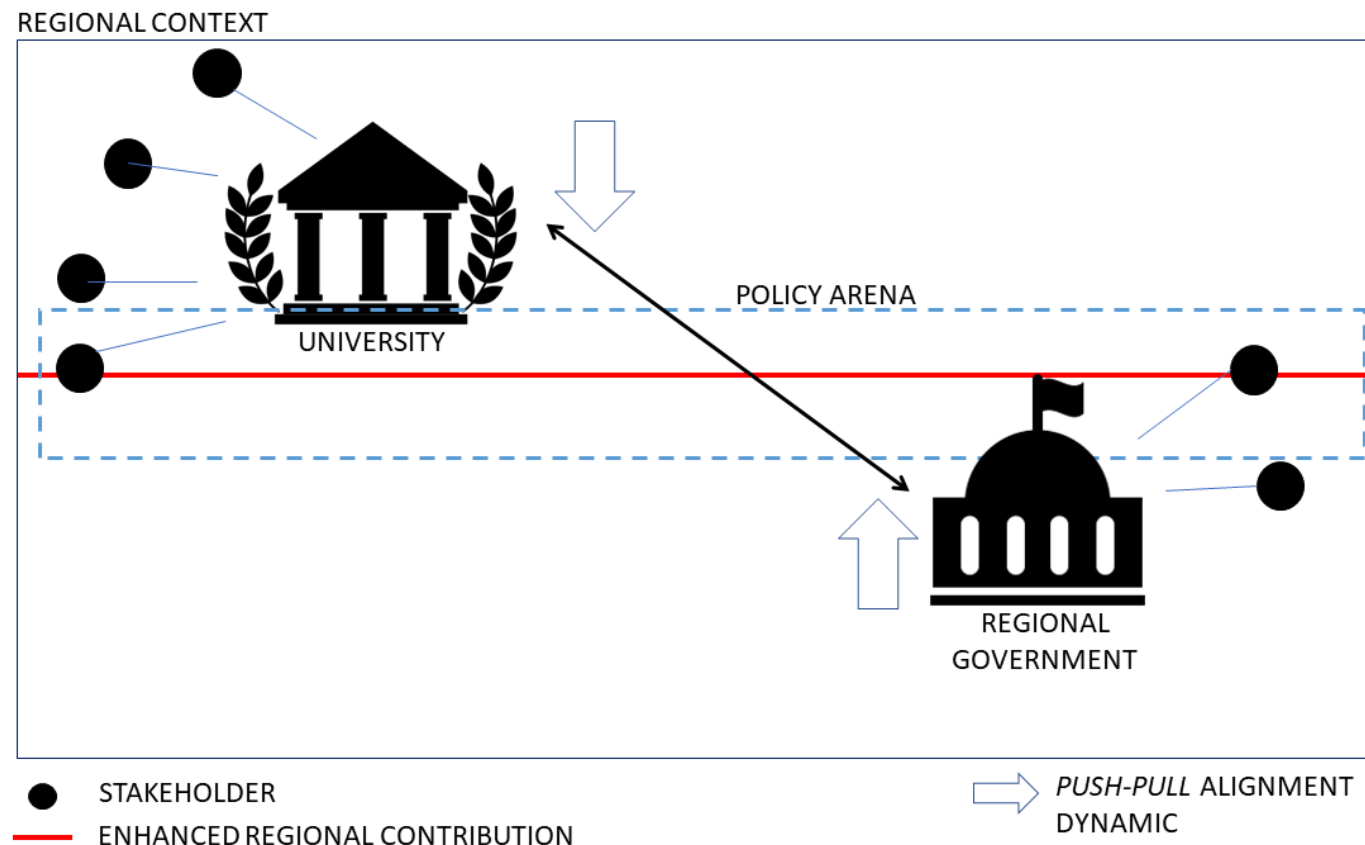 REGIONAL CONTEXT
POLICY ARENA
UNIVERSITY
REGIONAL
GOVERNMENT
STAKEHOLDER
ENHANCED REGIONAL CONTRIBUTION
PUSH-PULL ALIGNMENT
DYNAMIC